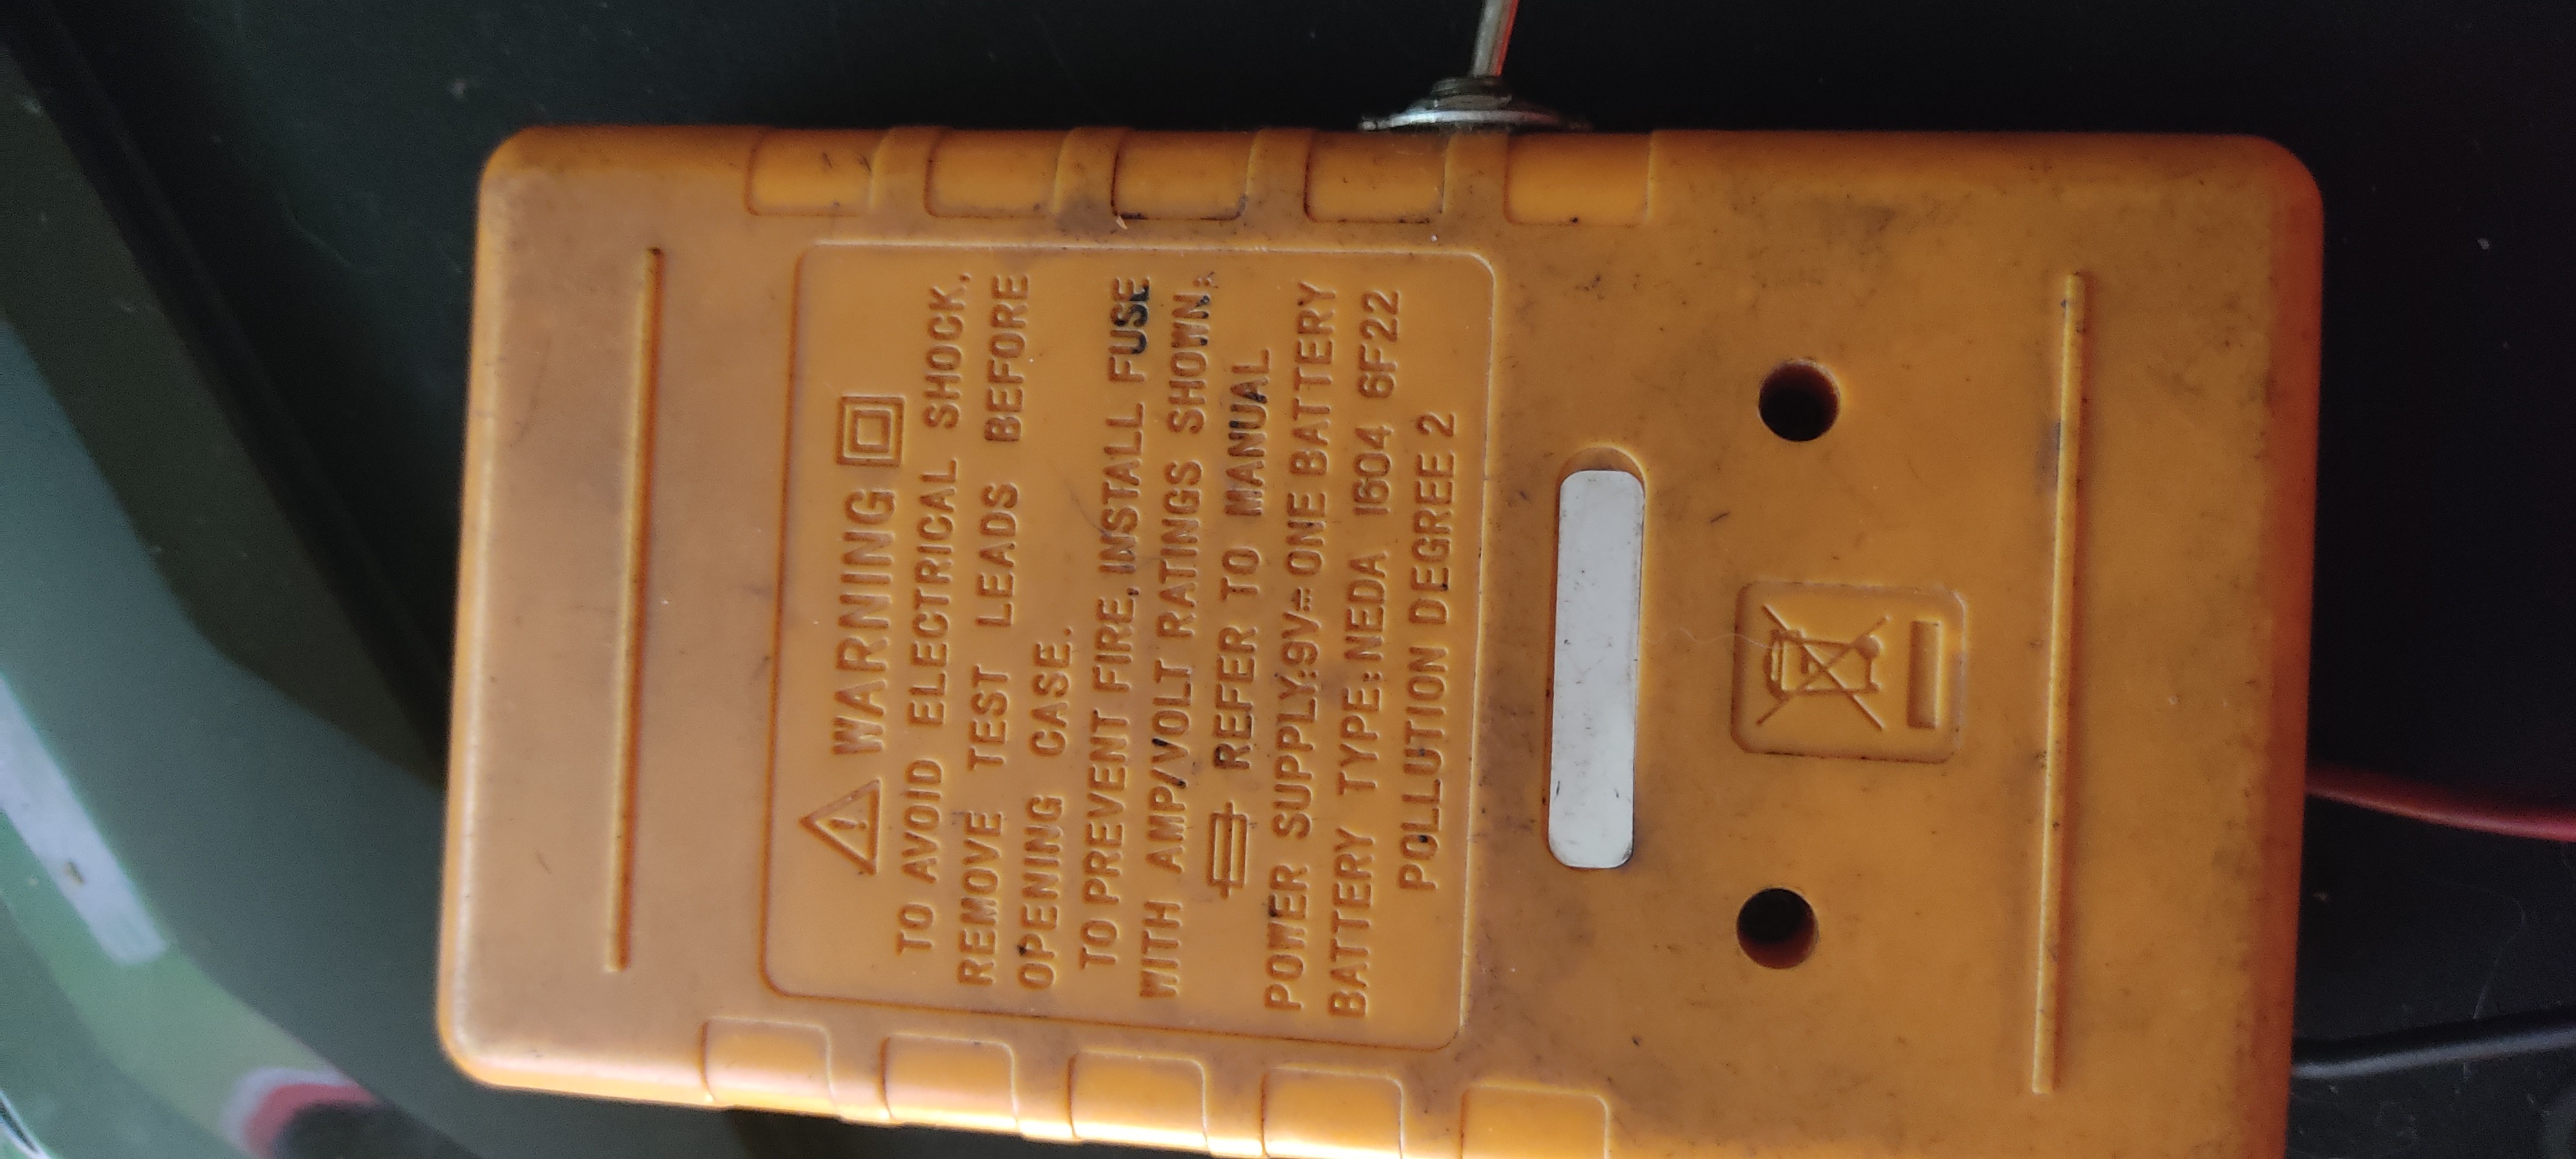 WARNING
TO AVOID ELECTRICAL SHOCK,
REMOVE TEST LEADS BEFORE
OPENING CASE.
TO PREVENT FIRE, INSTALL FUSE
WITH AMP/VOLT RATINGS SHOWN:
REFER TO MANUAL
POWER SUPPLY:9V⎓ ONE BATTERY
BATTERY TYPE:NEDA 1604 6F22
POLLUTION DEGREE 2